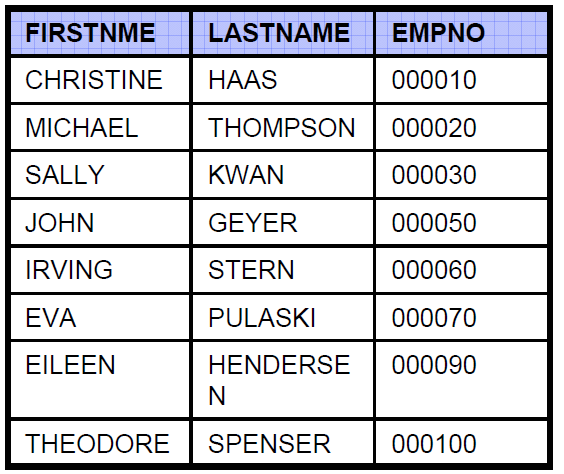 FIRSTNME LASTNAME EMPNO
CHRISTINE HAAS 000010
MICHAEL THOMPSON 000020
SALLY KWAN 000030
JOHN GEYER 000050
IRVING STERN 000060
EVA PULASKI 000070
EILEEN HENDERSE 000090
N
THEODORE SPENSER 000100